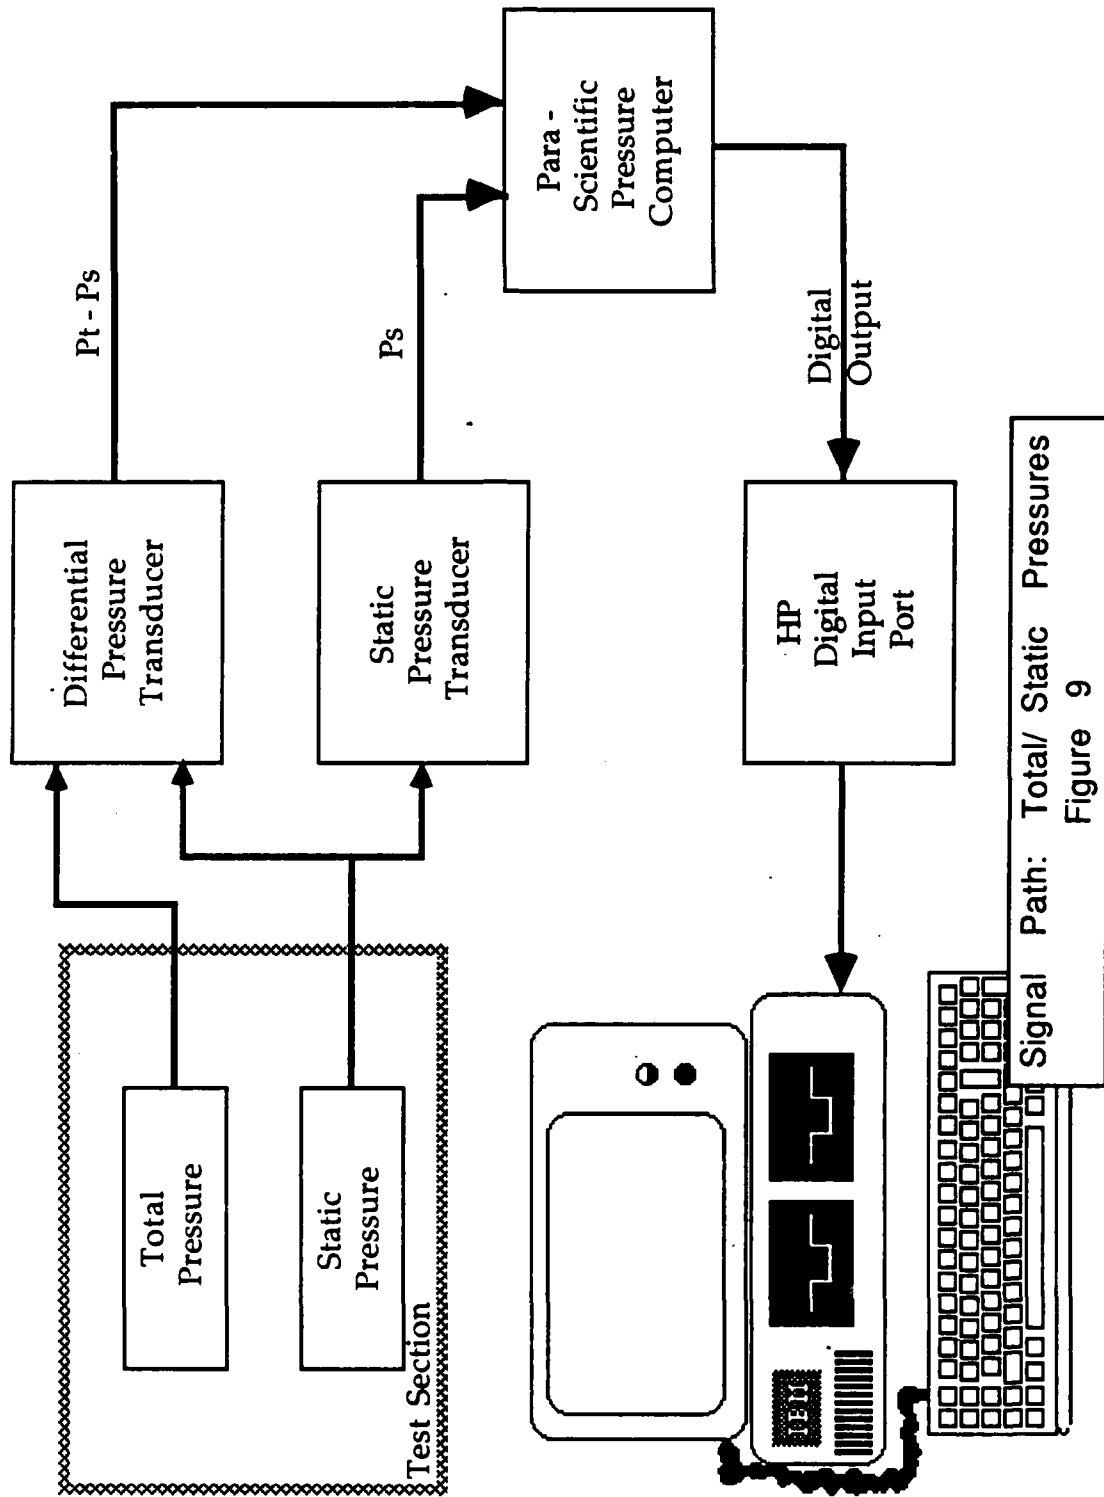 Total
Pressure
Static
Pressure
Test Section
Differential
Pressure
Transducer
Static
Pressure
Transducer
Pt - Ps
Ps
Para -
Scientific
Pressure
Computer
Digital
Output
HP
Digital
Input
Port
Signal Path: Total/ Static Pressures
Figure 9